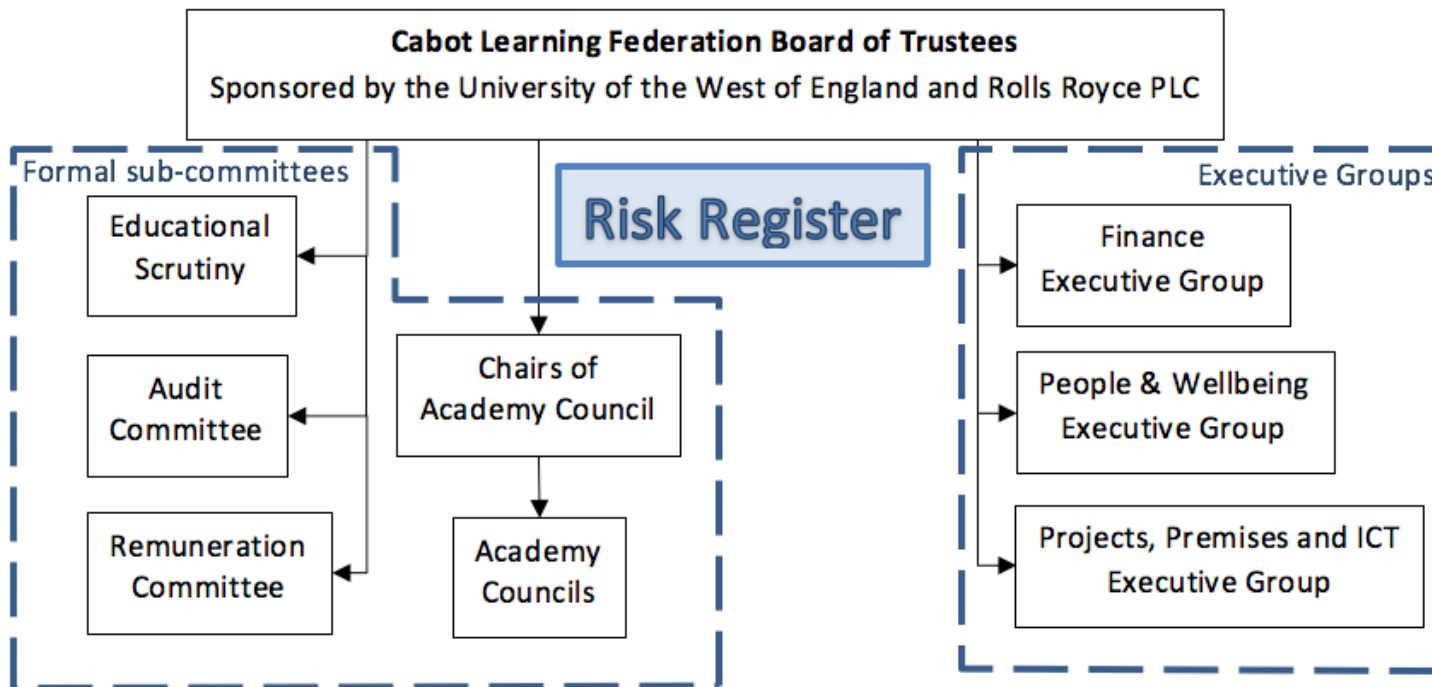 Cabot Learning Federation Board of Trustees
Sponsored by the University of the West of England and Rolls Royce PLC
Formal sub-committees
Educational
Scrutiny
Audit
Committee
Remuneration
Committee
Chairs of
Academy Council
Academy
Councils
Risk Register
Executive Groups
Finance
Executive Group
People & Wellbeing
Executive Group
Projects, Premises and ICT
Executive Group